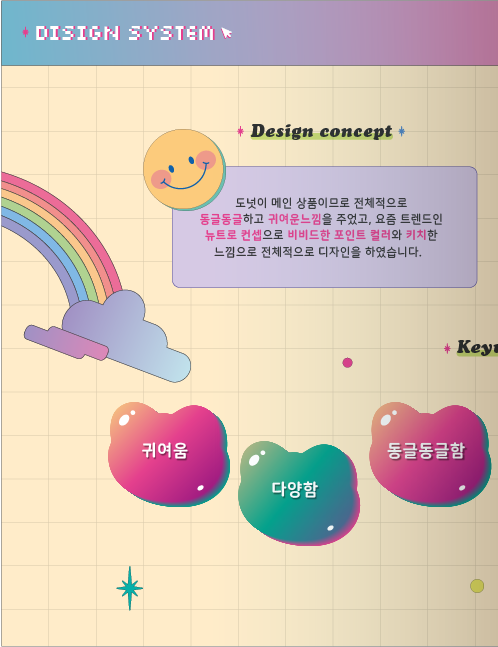 DISIGN SYSTEM
Design concept
도넛이 메인 상품이므로 전체적으로
동글동글하고 귀여운느낌을 주었고, 요즘 트렌드인
뉴트로 컨셉으로 비비드한 포인트 컬러와 키치한
느낌으로 전체적으로 디자인을 하였습니다.
귀여움
다양함
동글동글함